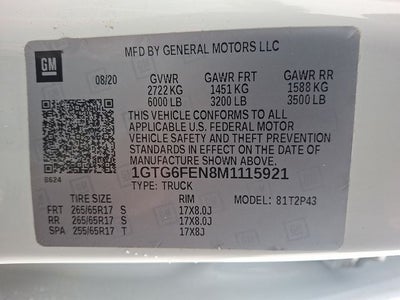 GM
MFD BY GENERAL MOTORS LLC
08/20 GVWR GAWR FRT GAWR RR
2722 KG 1451 KG 1588 KG
6000 LB 3200 LB 3500 LB
THIS VEHICLE CONFORMS TO ALL
APPLICABLE U.S. FEDERAL MOTOR
VEHICLE SAFETY AND THEFT PREVENTION
STANDARDS IN EFFECT ON THE DATE OF
MANUFACTURE SHOWN ABOVE.
8624
1GTG6FEN8M1115921
TYPE: TRUCK
TIRE SIZE RIM MODEL: 81T2P43
FRT 265/65R17 S 17X8.0J
RR 265/65R17 S 17X8.0J
SPA 255/65R17 T 17X8J